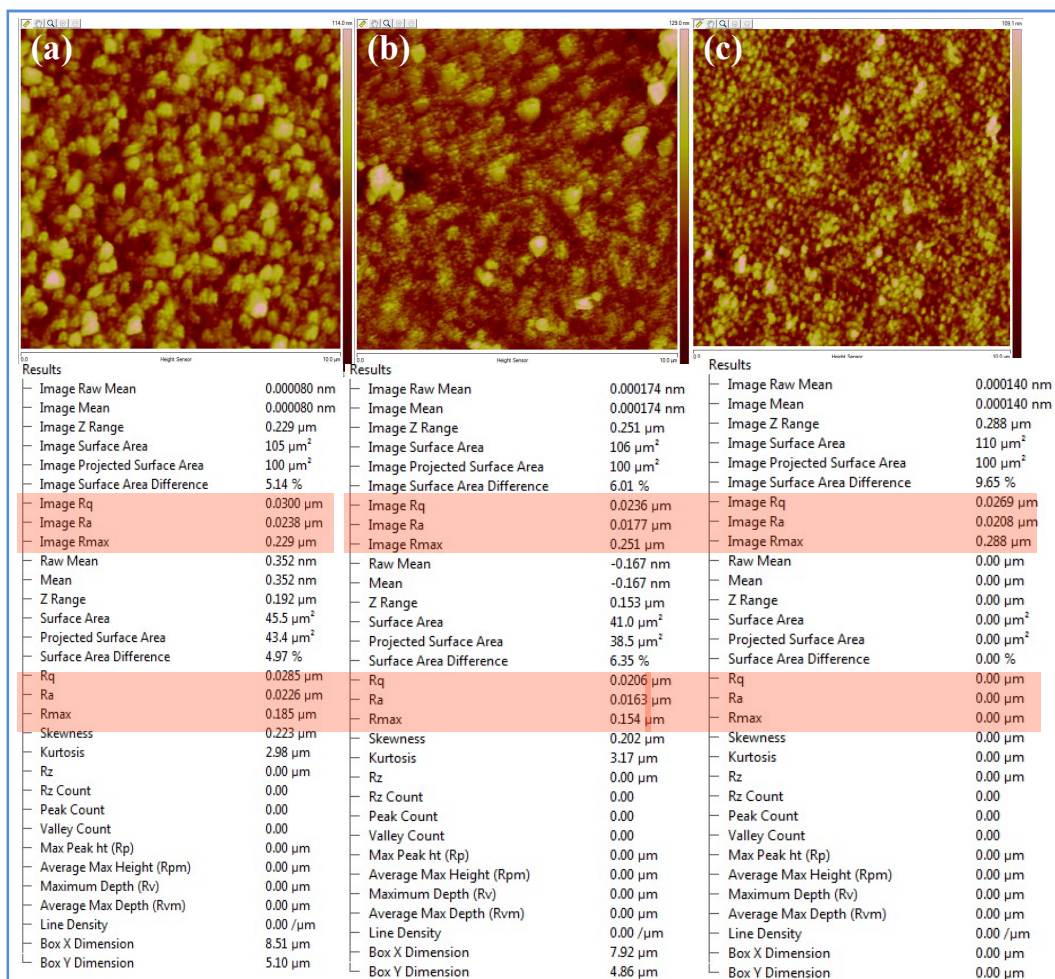 (a)
114.0 nm
0.0 Height Sensor 10.0 µm
Results
Image Raw Mean 0.000080 nm
Image Mean 0.000080 nm
Image Z Range 0.229 µm
Image Surface Area 105 µm²
Image Projected Surface Area 100 µm²
Image Surface Area Difference 5.14 %
Image Rq 0.0300 µm
Image Ra 0.0238 µm
Image Rmax 0.229 µm
Raw Mean 0.352 nm
Mean 0.352 nm
Z Range 0.192 µm
Surface Area 45.5 µm²
Projected Surface Area 43.4 µm²
Surface Area Difference 4.97 %
Rq 0.0285 µm
Ra 0.0226 µm
Rmax 0.185 µm
Skewness 0.223 µm
Kurtosis 2.98 µm
Rz 0.00 µm
Rz Count 0.00
Peak Count 0.00
Valley Count 0.00
Max Peak ht (Rp) 0.00 µm
Average Max Height (Rpm) 0.00 µm
Maximum Depth (Rv) 0.00 µm
Average Max Depth (Rvm) 0.00 µm
Line Density 0.00 /µm
Box X Dimension 8.51 µm
Box Y Dimension 5.10 µm
(b)
125.0 nm
0.0 Height Sensor 10.0 µm
Results
Image Raw Mean 0.000174 nm
Image Mean 0.000174 nm
Image Z Range 0.251 µm
Image Surface Area 106 µm²
Image Projected Surface Area 100 µm²
Image Surface Area Difference 6.01 %
Image Rq 0.0236 µm
Image Ra 0.0177 µm
Image Rmax 0.251 µm
Raw Mean -0.167 nm
Mean -0.167 nm
Z Range 0.153 µm
Surface Area 41.0 µm²
Projected Surface Area 38.5 µm²
Surface Area Difference 6.35 %
Rq 0.0206 µm
Ra 0.0163 µm
Rmax 0.154 µm
Skewness 0.202 µm
Kurtosis 3.17 µm
Rz 0.00 µm
Rz Count 0.00
Peak Count 0.00
Valley Count 0.00
Max Peak ht (Rp) 0.00 µm
Average Max Height (Rpm) 0.00 µm
Maximum Depth (Rv) 0.00 µm
Average Max Depth (Rvm) 0.00 µm
Line Density 0.00 /µm
Box X Dimension 7.92 µm
Box Y Dimension 4.86 µm
(c)
109.1 nm
0.0 Height Sensor 10.0 µm
Results
Image Raw Mean 0.000140 nm
Image Mean 0.000140 nm
Image Z Range 0.288 µm
Image Surface Area 110 µm²
Image Projected Surface Area 100 µm²
Image Surface Area Difference 9.65 %
Image Rq 0.0269 µm
Image Ra 0.0208 µm
Image Rmax 0.288 µm
Raw Mean 0.00 µm
Mean 0.00 µm
Z Range 0.00 µm
Surface Area 0.00 µm²
Projected Surface Area 0.00 µm²
Surface Area Difference 0.00 %
Rq 0.00 µm
Ra 0.00 µm
Rmax 0.00 µm
Skewness 0.00 µm
Kurtosis 0.00 µm
Rz 0.00 µm
Rz Count 0.00
Peak Count 0.00
Valley Count 0.00
Max Peak ht (Rp) 0.00 µm
Average Max Height (Rpm) 0.00 µm
Maximum Depth (Rv) 0.00 µm
Average Max Depth (Rvm) 0.00 µm
Line Density 0.00 /µm
Box X Dimension 0.00 µm
Box Y Dimension 0.00 µm